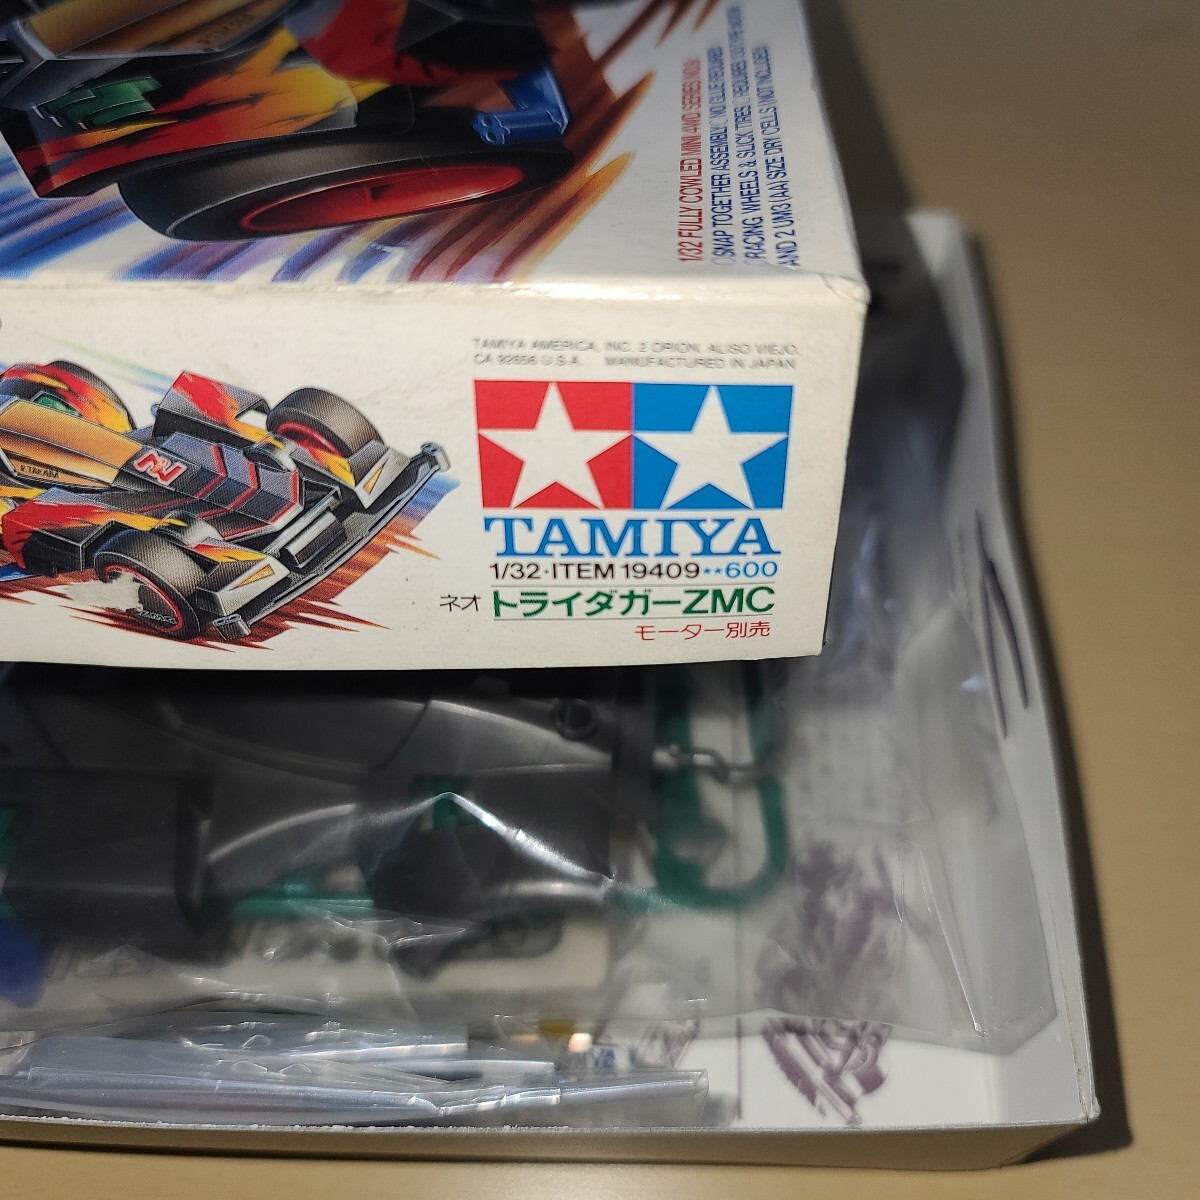 1/32 FULLY COWLED MINI 4WD SERIES NO.9
○SNAP TOGETHER ASSEMBLY ○NO GLUE REQUIRED
○RACING WHEELS & SLICK TIRES ○REQUIRES
AND 2 UM3 (AA) SIZE DRY CELLS (NOT INCLUDED)
TAMIYA AMERICA, INC. 2 ORION, ALISO VIEJO,
CA 92656 U.S.A. MANUFACTURED IN JAPAN
R.TAKABA
TAMIYA
1/32・ITEM 19409★★600
ネオ トライダガーZMC
モーター別売